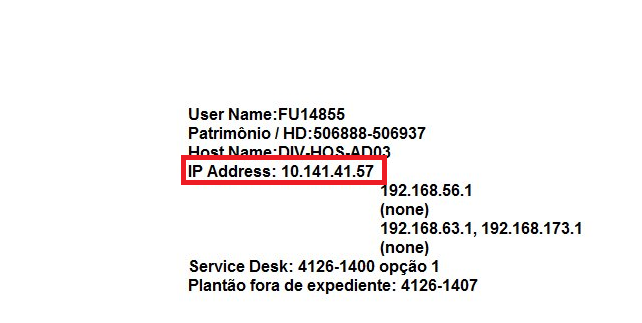 User Name:FU14855
Patrimônio / HD:506888-506937
Host Name:DIV-HOS-AD03
IP Address: 10.141.41.57
192.168.56.1
(none)
192.168.63.1, 192.168.173.1
(none)
Service Desk: 4126-1400 opção 1
Plantão fora de expediente: 4126-1407